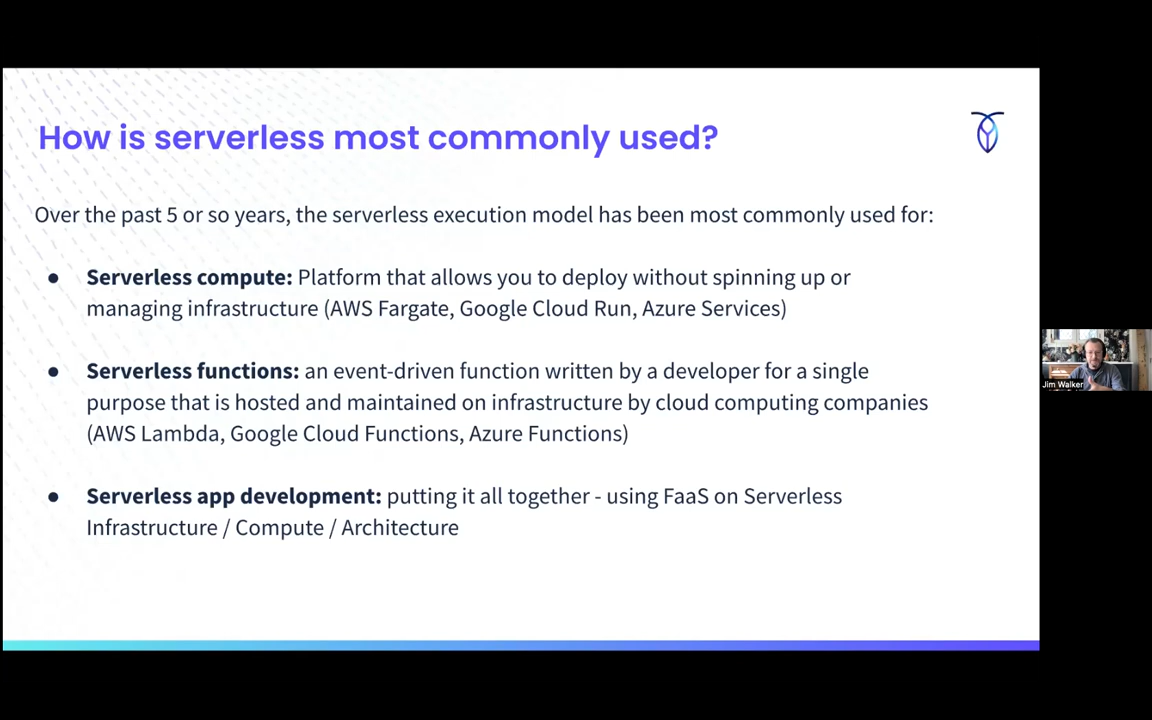 How is serverless most commonly used?
Over the past 5 or so years, the serverless execution model has been most commonly used for:
● Serverless compute: Platform that allows you to deploy without spinning up or
managing infrastructure (AWS Fargate, Google Cloud Run, Azure Services)
● Serverless functions: an event-driven function written by a developer for a single
purpose that is hosted and maintained on infrastructure by cloud computing companies
(AWS Lambda, Google Cloud Functions, Azure Functions)
● Serverless app development: putting it all together - using FaaS on Serverless
Infrastructure / Compute / Architecture
Jim Walker